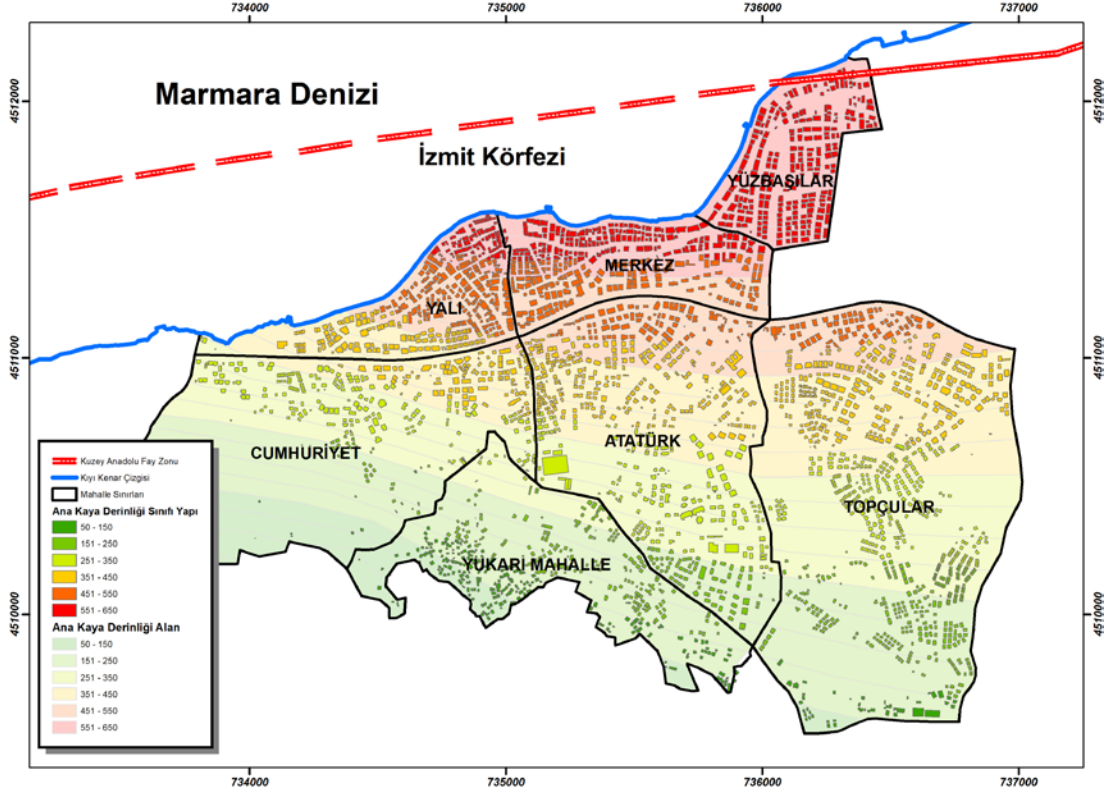 734000 735000 736000 737000
4512000 4512000
Marmara Denizi
İzmit Körfezi
YÜZBAŞILAR
MERKEZ
YALI
4511000 4511000
CUMHURİYET
ATATÜRK
TOPÇULAR
YUKARI MAHALLE
4510000 4510000
Kuzey Anadolu Fay Zonu
Kıyı Kenar Çizgisi
Mahalle Sınırları
Ana Kaya Derinliği Sınıfı Yapı
50 - 150
151 - 250
251 - 350
351 - 450
451 - 550
551 - 650
Ana Kaya Derinliği Alan
50 - 150
151 - 250
251 - 350
351 - 450
451 - 550
551 - 650
734000 735000 736000 737000